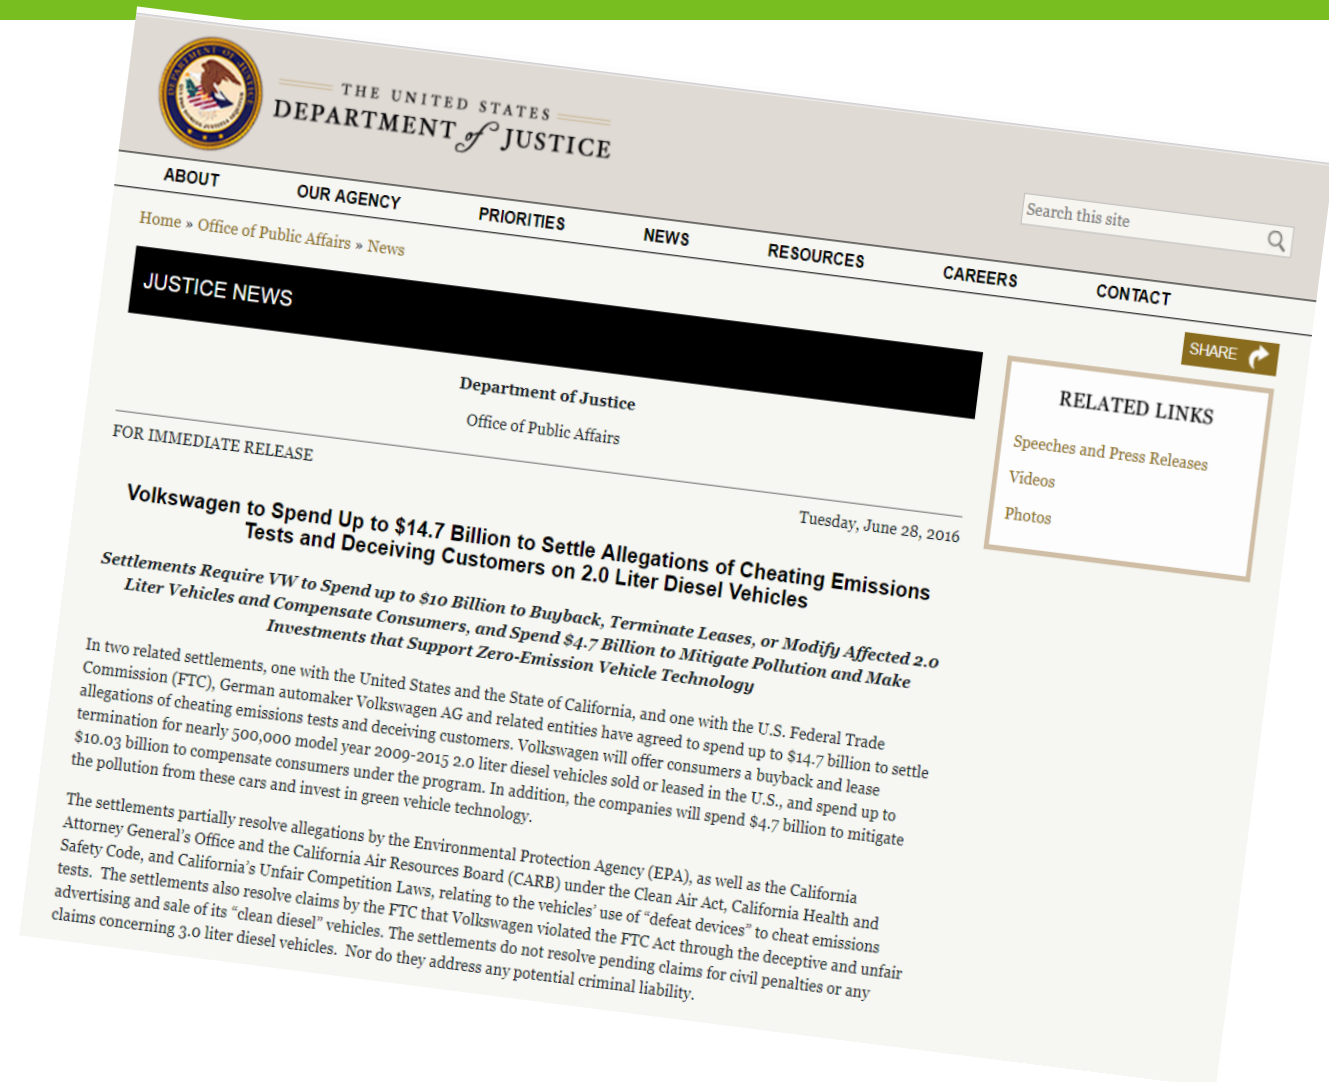 THE UNITED STATES
DEPARTMENT of JUSTICE
Search this site
ABOUT OUR AGENCY PRIORITIES NEWS RESOURCES CAREERS CONTACT
Home » Office of Public Affairs » News
SHARE
JUSTICE NEWS
Department of Justice
Office of Public Affairs
FOR IMMEDIATE RELEASE
Tuesday, June 28, 2016
Volkswagen to Spend Up to $14.7 Billion to Settle Allegations of Cheating Emissions
Tests and Deceiving Customers on 2.0 Liter Diesel Vehicles
Settlements Require VW to Spend up to $10 Billion to Buyback, Terminate Leases, or Modify Affected 2.0
Liter Vehicles and Compensate Consumers, and Spend $4.7 Billion to Mitigate Pollution and Make
Investments that Support Zero-Emission Vehicle Technology
In two related settlements, one with the United States and the State of California, and one with the U.S. Federal Trade
Commission (FTC), German automaker Volkswagen AG and related entities have agreed to spend up to $14.7 billion to settle
allegations of cheating emissions tests and deceiving customers. Volkswagen will offer consumers a buyback and lease
termination for nearly 500,000 model year 2009-2015 2.0 liter diesel vehicles sold or leased in the U.S., and spend up to
$10.03 billion to compensate consumers under the program. In addition, the companies will spend $4.7 billion to mitigate
the pollution from these cars and invest in green vehicle technology.
The settlements partially resolve allegations by the Environmental Protection Agency (EPA), as well as the California
Attorney General's Office and the California Air Resources Board (CARB) under the Clean Air Act, California Health and
Safety Code, and California's Unfair Competition Laws, relating to the vehicles' use of "defeat devices" to cheat emissions
tests. The settlements also resolve claims by the FTC that Volkswagen violated the FTC Act through the deceptive and unfair
advertising and sale of its "clean diesel" vehicles. The settlements do not resolve pending claims for civil penalties or any
claims concerning 3.0 liter diesel vehicles. Nor do they address any potential criminal liability.
RELATED LINKS
Speeches and Press Releases
Videos
Photos